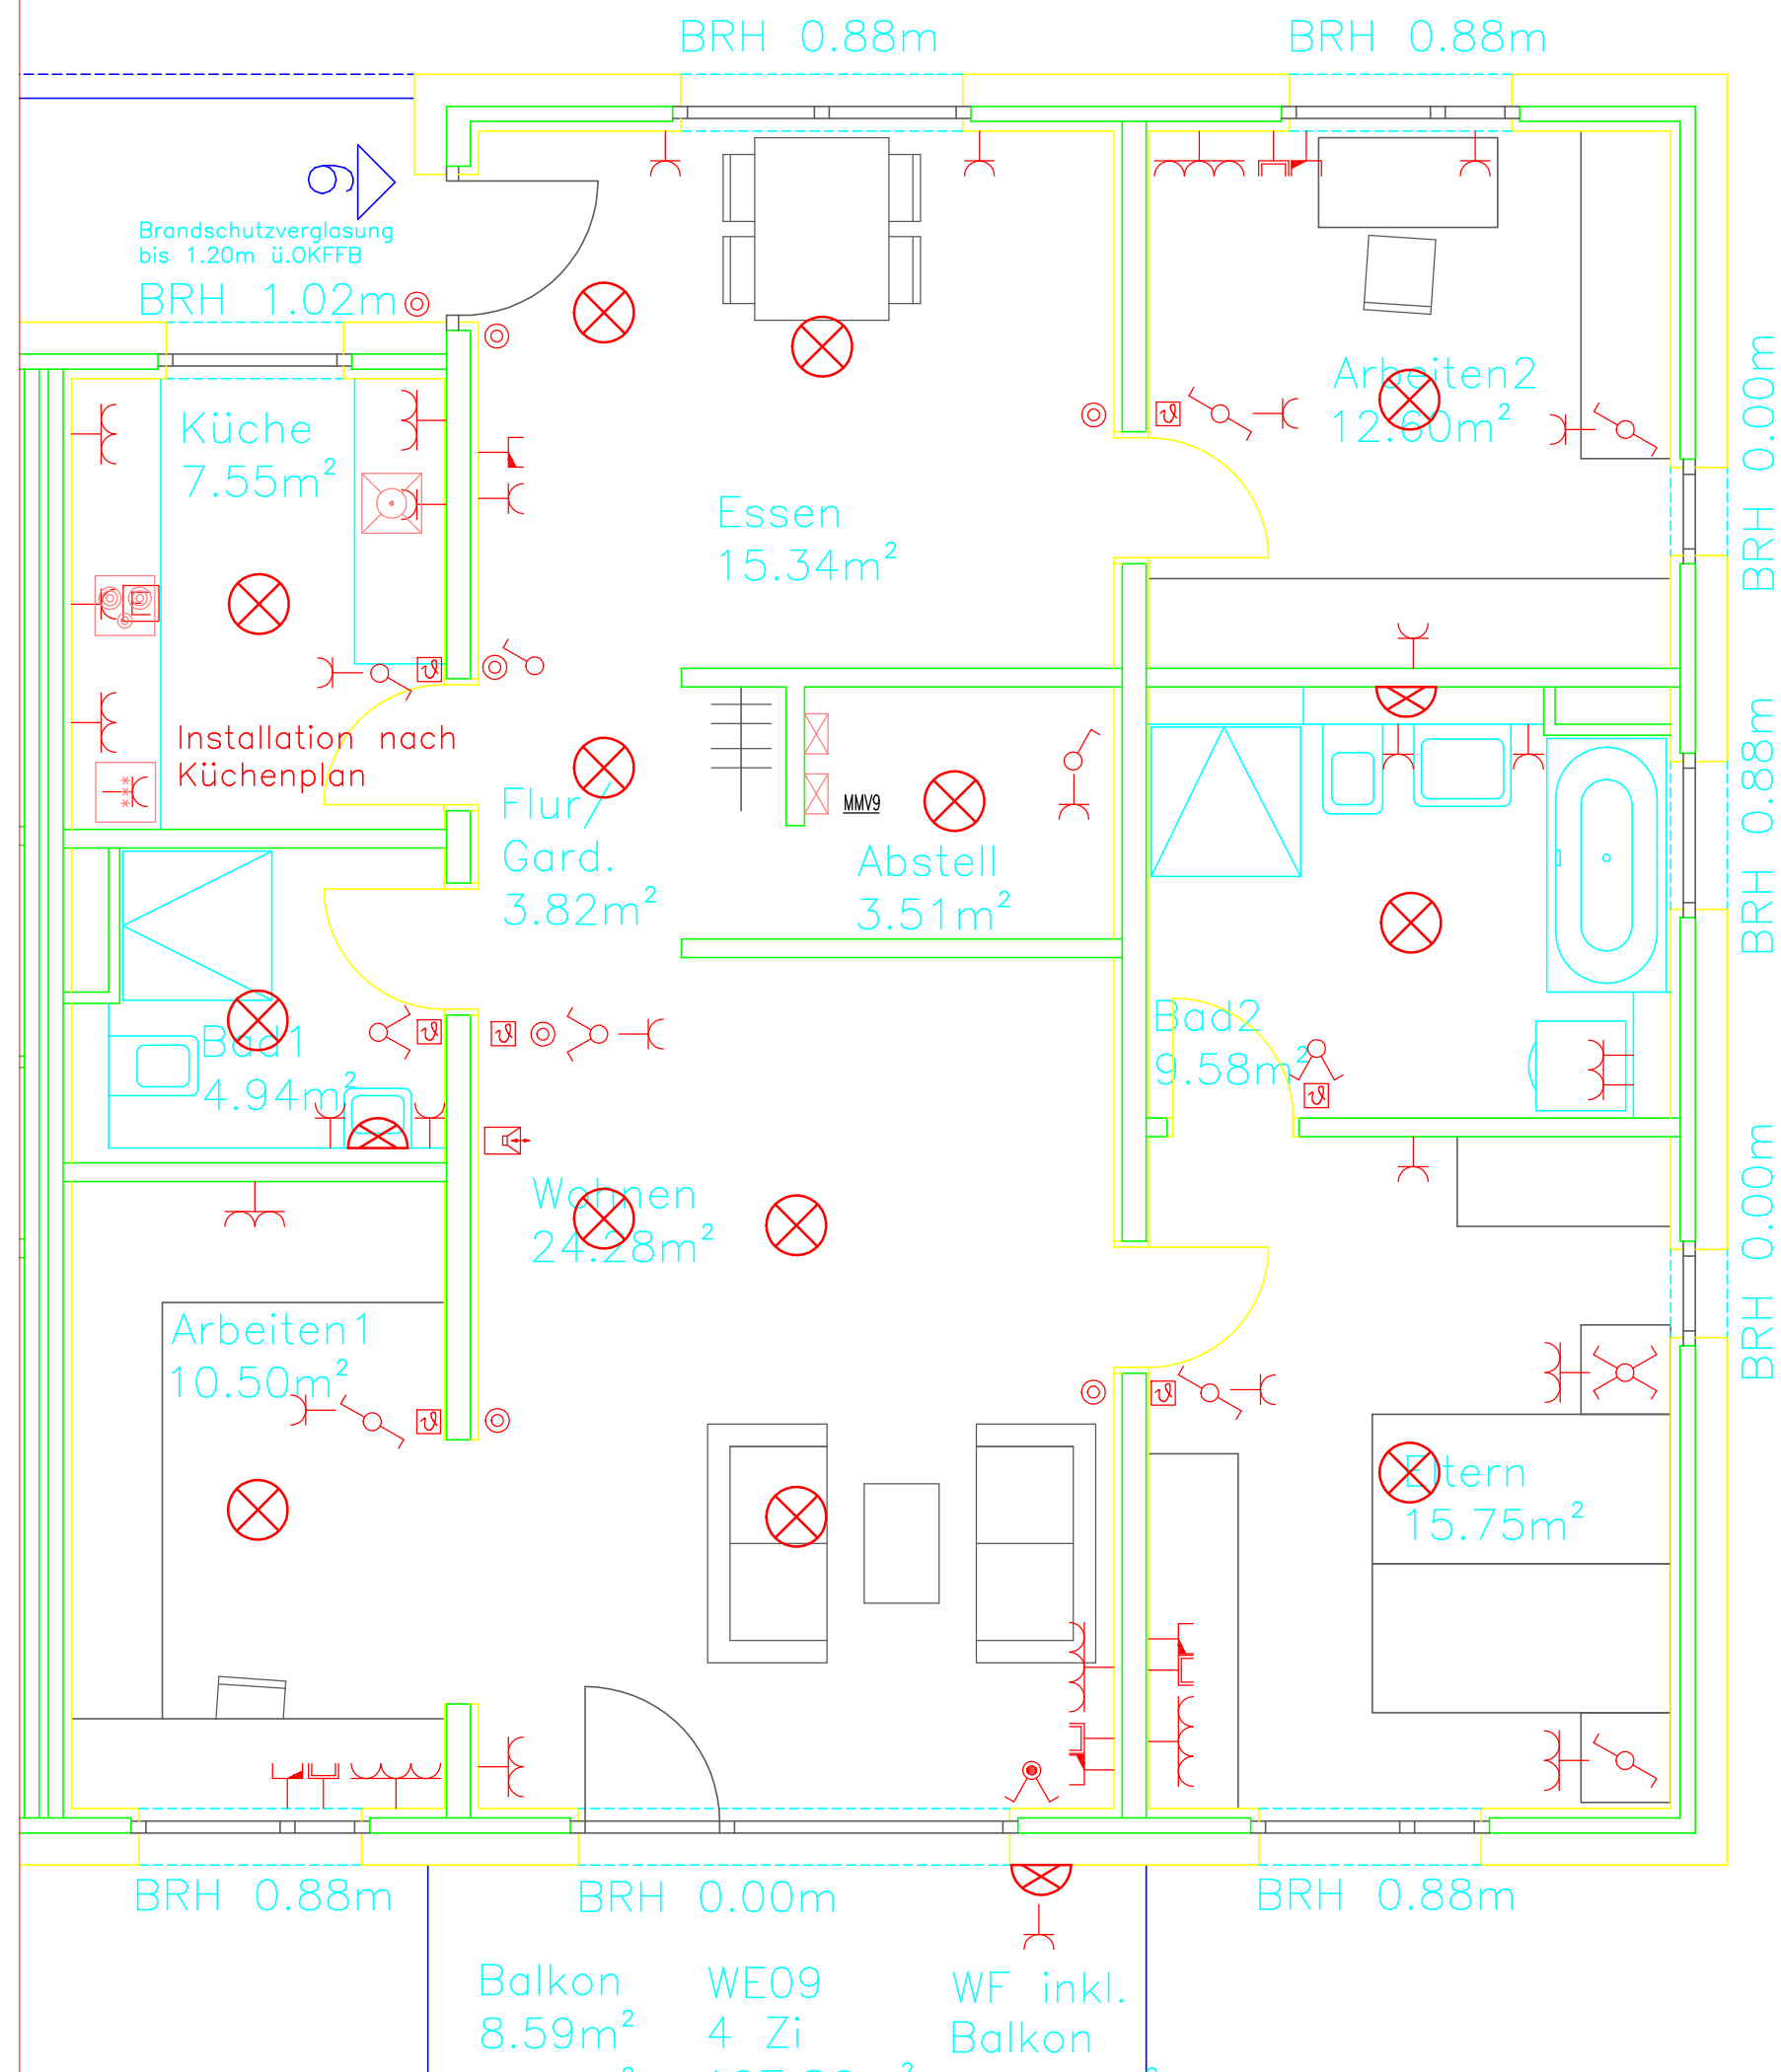 BRH 0.88m
BRH 0.88m
9
Brandschutzverglasung
bis 1.20m ü.OKFFB
BRH 1.02m
Küche
7.55m²
Essen
15.34m²
Arbeiten2
12.60m²
BRH 0.00m
E
Installation nach
Küchenplan
Flur/
Gard.
3.82m²
MMV9
Abstell
3.51m²
BRH 0.88m
Bad1
4.94m²
Bad2
9.58m²
Wohnen
24.28m²
BRH 0.00m
Arbeiten1
10.50m²
Eltern
15.75m²
BRH 0.88m
BRH 0.00m
BRH 0.88m
Balkon
8.59m²
WE09
4 Zi
WF inkl.
Balkon